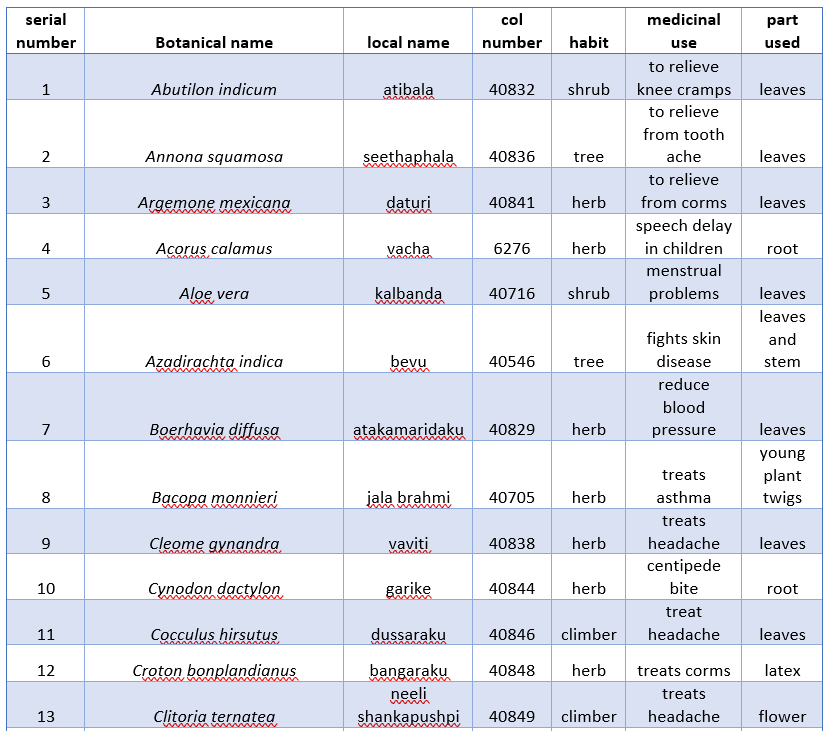 serial number | Botanical name | local name | col number | habit | medicinal use | part used
1 | Abutilon indicum | atibala | 40832 | shrub | to relieve knee cramps | leaves
2 | Annona squamosa | seethaphala | 40836 | tree | to relieve from tooth ache | leaves
3 | Argemone mexicana | daturi | 40841 | herb | to relieve from corms | leaves
4 | Acorus calamus | vacha | 6276 | herb | speech delay in children | root
5 | Aloe vera | kalbanda | 40716 | shrub | menstrual problems | leaves
6 | Azadirachta indica | bevu | 40546 | tree | fights skin disease | leaves and stem
7 | Boerhavia diffusa | atakamaridaku | 40829 | herb | reduce blood pressure | leaves
8 | Bacopa monnieri | jala brahmi | 40705 | herb | treats asthma | young plant twigs
9 | Cleome gynandra | vaviti | 40838 | herb | treats headache | leaves
10 | Cynodon dactylon | garike | 40844 | herb | centipede bite | root
11 | Cocculus hirsutus | dussaraku | 40846 | climber | treat headache | leaves
12 | Croton bonplandianus | bangaraku | 40848 | herb | treats corms | latex
13 | Clitoria ternatea | neeli shankapushpi | 40849 | climber | treats headache | flower